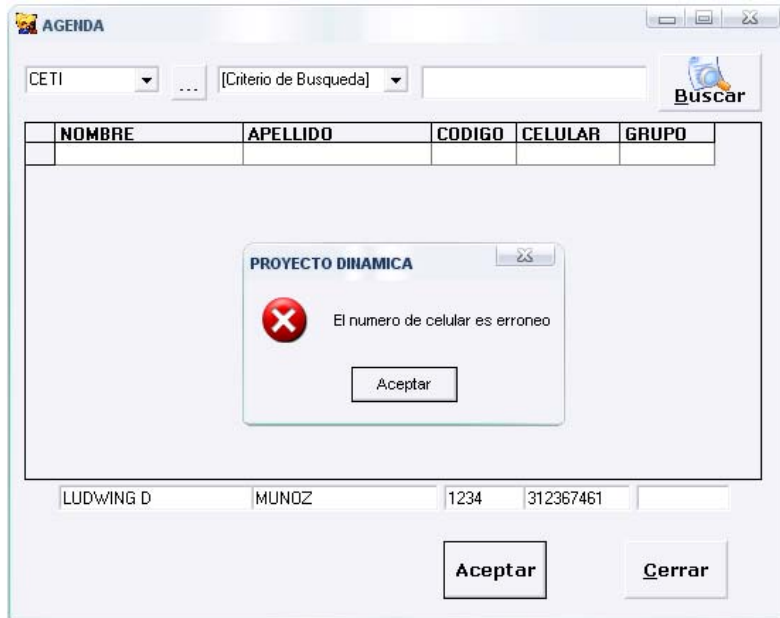 AGENDA
CETI ... [Criterio de Busqueda] Buscar
NOMBRE APELLIDO CODIGO CELULAR GRUPO
PROYECTO DINAMICA
El numero de celular es erroneo
Aceptar
LUDWING D MUNOZ 1234 312367461
Aceptar Cerrar